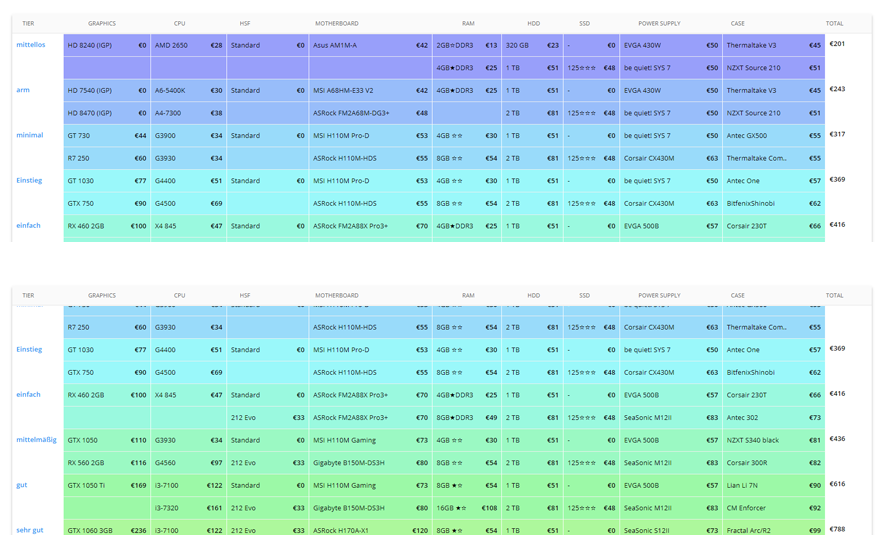 TIER GRAPHICS CPU HSF MOTHERBOARD RAM HDD SSD POWER SUPPLY CASE TOTAL
mittellos HD 8240 (IGP) €0 AMD 2650 €28 Standard €0 Asus AM1M-A €42 2GB☆DDR3 €13 320 GB €23 - €0 EVGA 430W €50 Thermaltake V3 €45 €201
4GB★DDR3 €25 1 TB €51 125☆☆☆ €48 be quiet! SYS 7 €50 NZXT Source 210 €51
arm HD 7540 (IGP) €0 A6-5400K €30 Standard €0 MSI A68HM-E33 V2 €42 4GB★DDR3 €25 1 TB €51 - €0 EVGA 430W €50 Thermaltake V3 €45 €243
HD 8470 (IGP) €0 A4-7300 €38 ASRock FM2A68M-DG3+ €48 2 TB €81 125☆☆☆ €48 be quiet! SYS 7 €50 NZXT Source 210 €51
minimal GT 730 €44 G3900 €34 Standard €0 MSI H110M Pro-D €53 4GB ☆☆ €30 1 TB €51 - €0 be quiet! SYS 7 €50 Antec GX500 €55 €317
R7 250 €60 G3930 €34 ASRock H110M-HDS €55 8GB ☆☆ €54 2 TB €81 125☆☆☆ €48 Corsair CX430M €63 Thermaltake Com.. €55
Einstieg GT 1030 €77 G4400 €51 Standard €0 MSI H110M Pro-D €53 4GB ☆☆ €30 1 TB €51 - €0 be quiet! SYS 7 €50 Antec One €57 €369
GTX 750 €90 G4500 €69 ASRock H110M-HDS €55 8GB ☆☆ €54 2 TB €81 125☆☆☆ €48 Corsair CX430M €63 BitfenixShinobi €62
einfach RX 460 2GB €100 X4 845 €47 Standard €0 ASRock FM2A88X Pro3+ €70 4GB★DDR3 €25 1 TB €51 - €0 EVGA 500B €57 Corsair 230T €66 €416
TIER GRAPHICS CPU HSF MOTHERBOARD RAM HDD SSD POWER SUPPLY CASE TOTAL
R7 250 €60 G3930 €34 ASRock H110M-HDS €55 8GB ☆☆ €54 2 TB €81 125☆☆☆ €48 Corsair CX430M €63 Thermaltake Com.. €55
Einstieg GT 1030 €77 G4400 €51 Standard €0 MSI H110M Pro-D €53 4GB ☆☆ €30 1 TB €51 - €0 be quiet! SYS 7 €50 Antec One €57 €369
GTX 750 €90 G4500 €69 ASRock H110M-HDS €55 8GB ☆☆ €54 2 TB €81 125☆☆☆ €48 Corsair CX430M €63 BitfenixShinobi €62
einfach RX 460 2GB €100 X4 845 €47 Standard €0 ASRock FM2A88X Pro3+ €70 4GB★DDR3 €25 1 TB €51 - €0 EVGA 500B €57 Corsair 230T €66 €416
212 Evo €33 ASRock FM2A88X Pro3+ €70 8GB★DDR3 €49 2 TB €81 125☆☆☆ €48 SeaSonic M12II €83 Antec 302 €73
mittelmäßig GTX 1050 €110 G3930 €34 Standard €0 MSI H110M Gaming €73 4GB ☆☆ €30 1 TB €51 - €0 EVGA 500B €57 NZXT S340 black €81 €436
RX 560 2GB €116 G4560 €97 212 Evo €33 Gigabyte B150M-DS3H €80 8GB ☆☆ €54 2 TB €81 125☆☆☆ €48 SeaSonic M12II €83 Corsair 300R €82
gut GTX 1050 Ti €169 i3-7100 €122 Standard €0 MSI H110M Gaming €73 8GB ★☆ €54 1 TB €51 - €0 EVGA 500B €57 Lian Li 7N €90 €616
i3-7320 €161 212 Evo €33 Gigabyte B150M-DS3H €80 16GB ★☆ €108 2 TB €81 125☆☆☆ €48 SeaSonic M12II €83 CM Enforcer €92
sehr gut GTX 1060 3GB €236 i3-7100 €122 212 Evo €33 ASRock H170A-X1 €120 8GB ★☆ €54 1 TB €51 - €0 SeaSonic S12II €73 Fractal Arc/R2 €99 €788